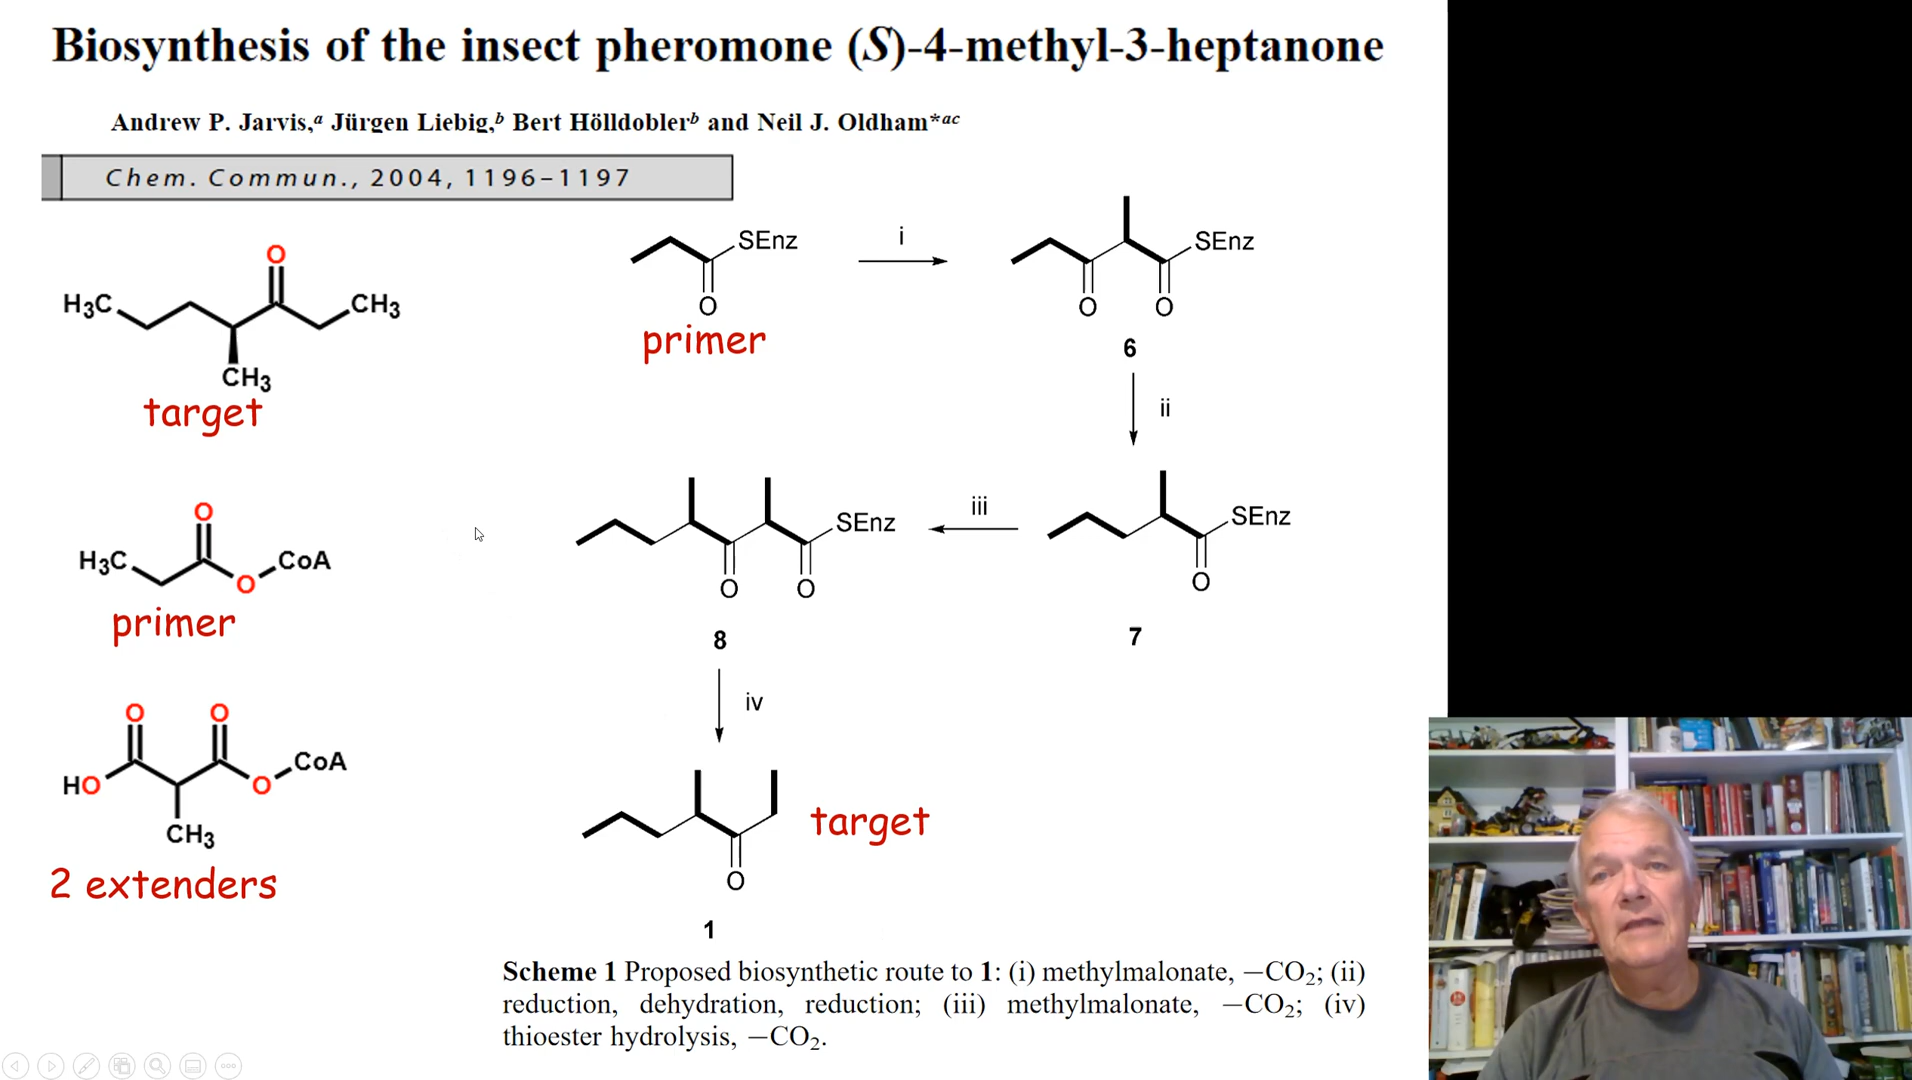 Biosynthesis of the insect pheromone (S)-4-methyl-3-heptanone
Andrew P. Jarvis,ᵃ Jürgen Liebig,ᵇ Bert Hölldoblerᵇ and Neil J. Oldham*ᵃᶜ
Chem. Commun., 2004, 1196–1197
O
H₃C
CH₃
CH₃
target
O
H₃C
O
CoA
primer
O
O
HO
O
CoA
CH₃
2 extenders
SEnz
O
primer
i
SEnz
O
O
6
ii
SEnz
O
7
iii
SEnz
O
O
8
iv
O
target
1
Scheme 1 Proposed biosynthetic route to 1: (i) methylmalonate, —CO₂; (ii)
reduction, dehydration, reduction; (iii) methylmalonate, —CO₂; (iv)
thioester hydrolysis, —CO₂.